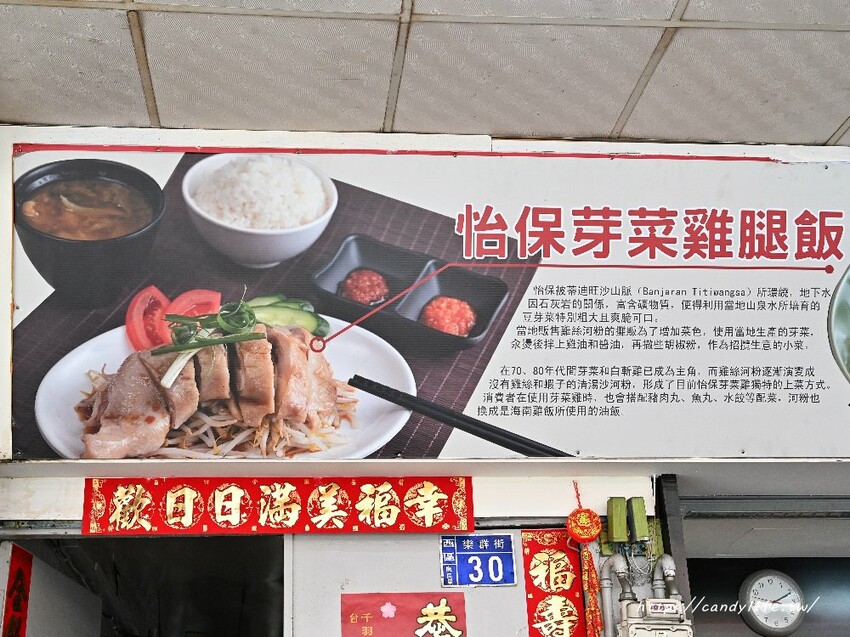 怡保芽菜雞腿飯
怡保被蒂迪旺沙山脈（Banjaran Titiwangsa）所環繞，地下水
因石灰岩的關係，富含礦物質，便得利用當地山泉水所培育的
豆芽菜特別粗大且爽脆可口。
當地販售雞絲河粉的攤販為了增加菜色，使用當地生產的芽菜，
汆燙後拌上雞油和醬油，再撒些胡椒粉，作為招攬生意的小菜，
在70、80年代間芽菜和白斬雞已成為主角，而雞絲河粉逐漸演變成
沒有雞絲和蝦子的清湯沙河粉，形成了目前怡保芽菜雞獨特的上菜方式。
消費者在使用芽菜雞時，也會搭配豬肉丸、魚丸、水餃等配菜，河粉也
換成是海南雞飯所使用的油飯
幸福美滿日日歡
西區 樂群街
30
福
壽
千羽
台
恭
http://candylife.tw/